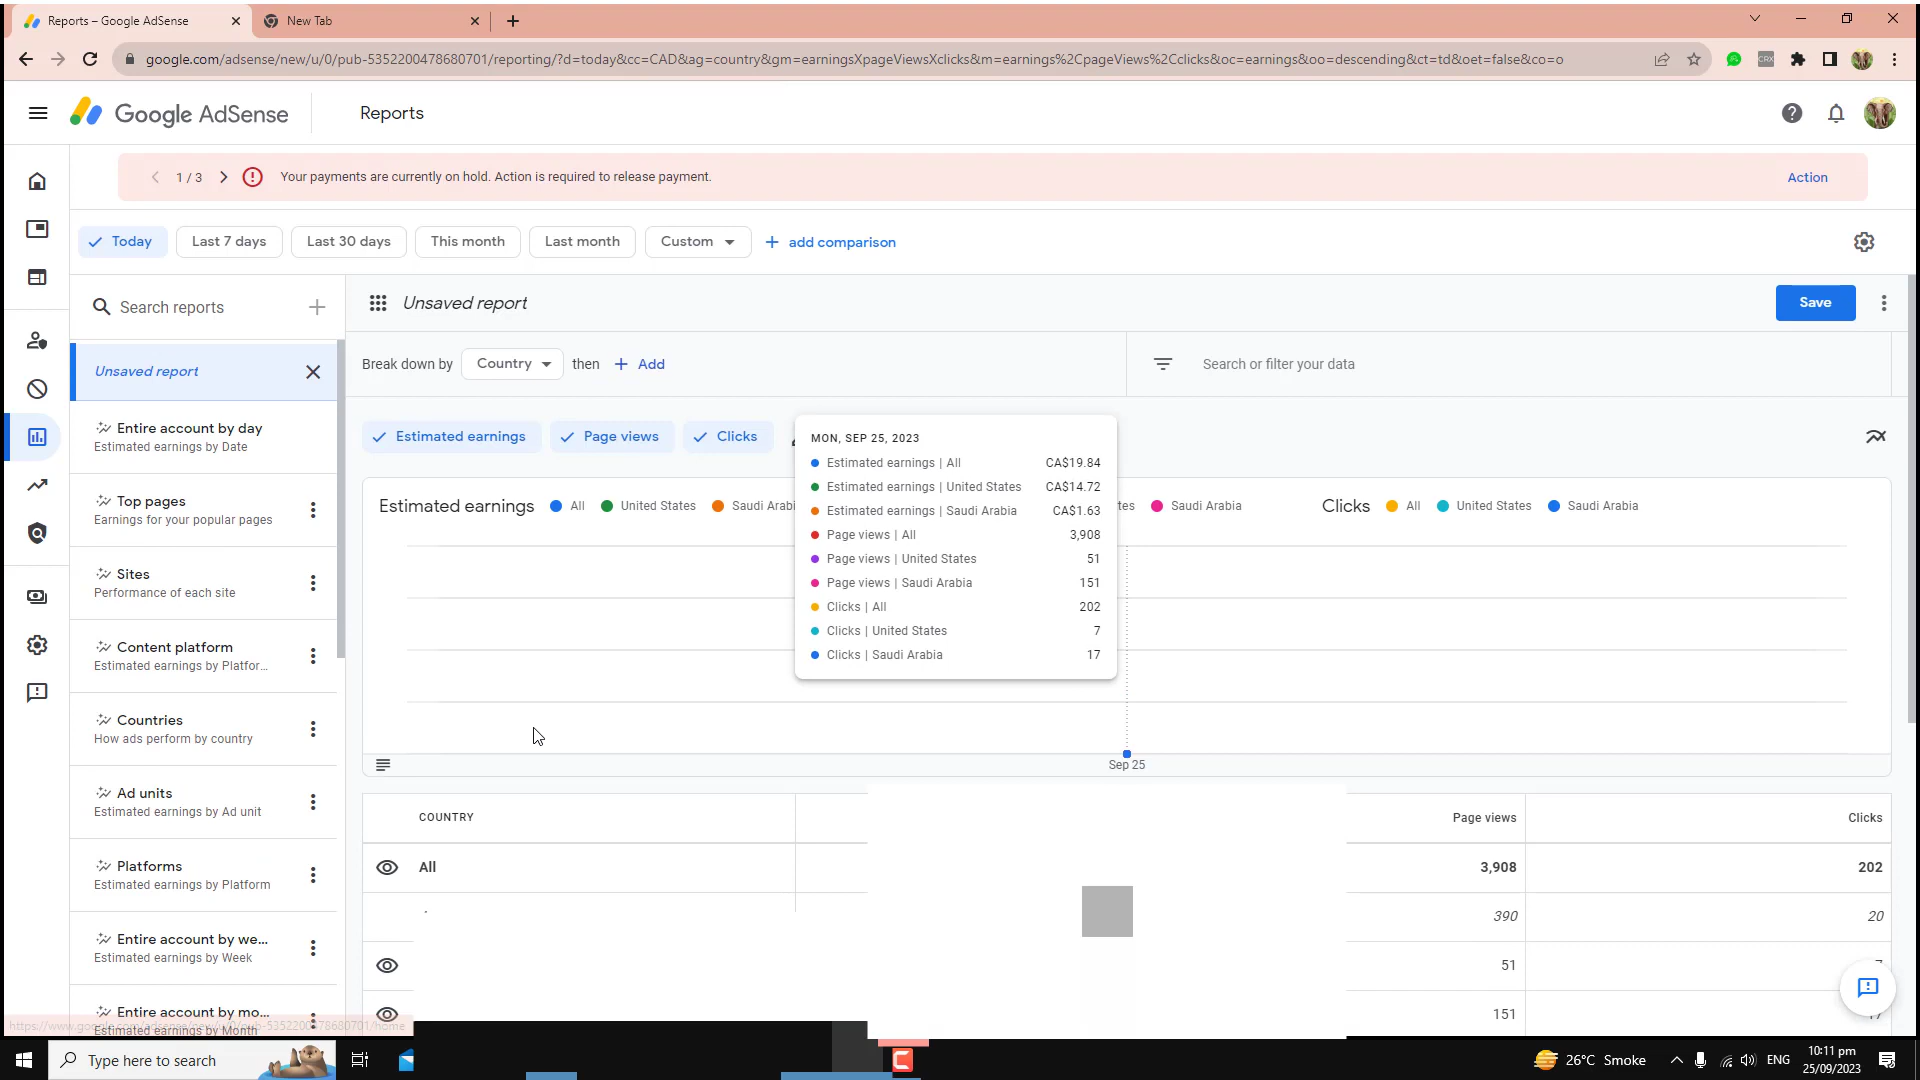 Reports – Google AdSense
New Tab
google.com/adsense/new/u/0/pub-5352200478680701/reporting/?d=today&cc=CAD&ag=country&gm=earningsXpageViewsXclicks&m=earnings%2CpageViews%2Cclicks&oc=earnings&oo=descending&ct=td&oet=false&co=o
CRX
Google AdSense
Reports
1 / 3
Your payments are currently on hold. Action is required to release payment.
Action
Today
Last 7 days
Last 30 days
This month
Last month
Custom
add comparison
Search reports
Unsaved report
Save
Unsaved report
Break down by
Country
then
Add
Search or filter your data
Entire account by day
Estimated earnings by Date
Top pages
Earnings for your popular pages
Sites
Performance of each site
Content platform
Estimated earnings by Platfor...
Countries
How ads perform by country
Ad units
Estimated earnings by Ad unit
Platforms
Estimated earnings by Platform
Entire account by we...
Estimated earnings by Week
Entire account by mo...
Estimated earnings by Month
https://www.google.com/adsense/new/u/0/pub-5352200478680701/home
Estimated earnings
Page views
Clicks
Estimated earnings
All
United States
Saudi Arabi
tes
Saudi Arabia
Clicks
All
United States
Saudi Arabia
MON, SEP 25, 2023
Estimated earnings | All CA$19.84
Estimated earnings | United States CA$14.72
Estimated earnings | Saudi Arabia CA$1.63
Page views | All 3,908
Page views | United States 51
Page views | Saudi Arabia 151
Clicks | All 202
Clicks | United States 7
Clicks | Saudi Arabia 17
Sep 25
COUNTRY Page views Clicks
All 3,908 202
390 20
51
151
Type here to search
26°C Smoke
ENG
10:11 pm
25/09/2023